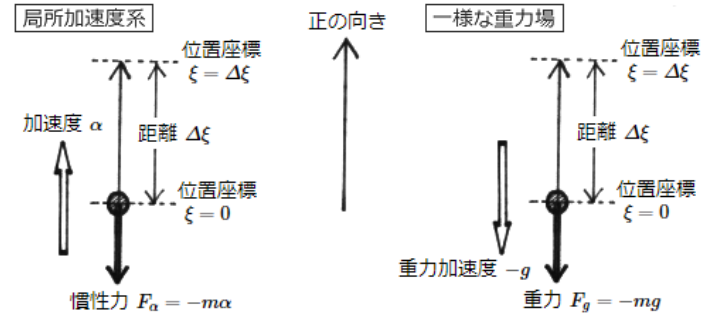 局所加速度系
位置座標
ξ = Δξ
加速度 α
距離 Δξ
位置座標
ξ = 0
慣性力 Fα = −mα
正の向き
一様な重力場
位置座標
ξ = Δξ
距離 Δξ
位置座標
ξ = 0
重力加速度 −g
重力 Fg = −mg